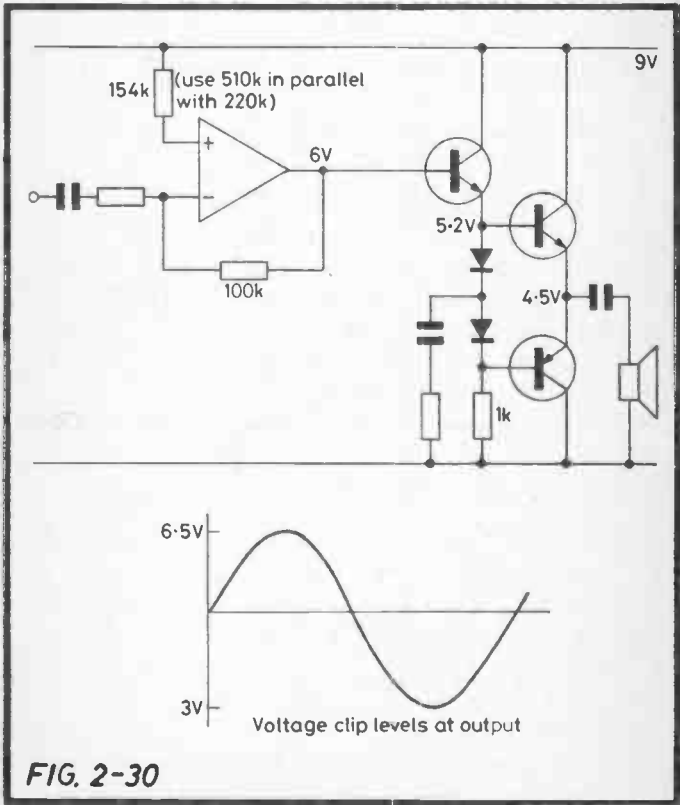 9V
154k
(use 510k in parallel
with 220k)
+
6V
-
5·2V
100k
4·5V
1k
6·5V
3V
Voltage clip levels at output
FIG. 2-30